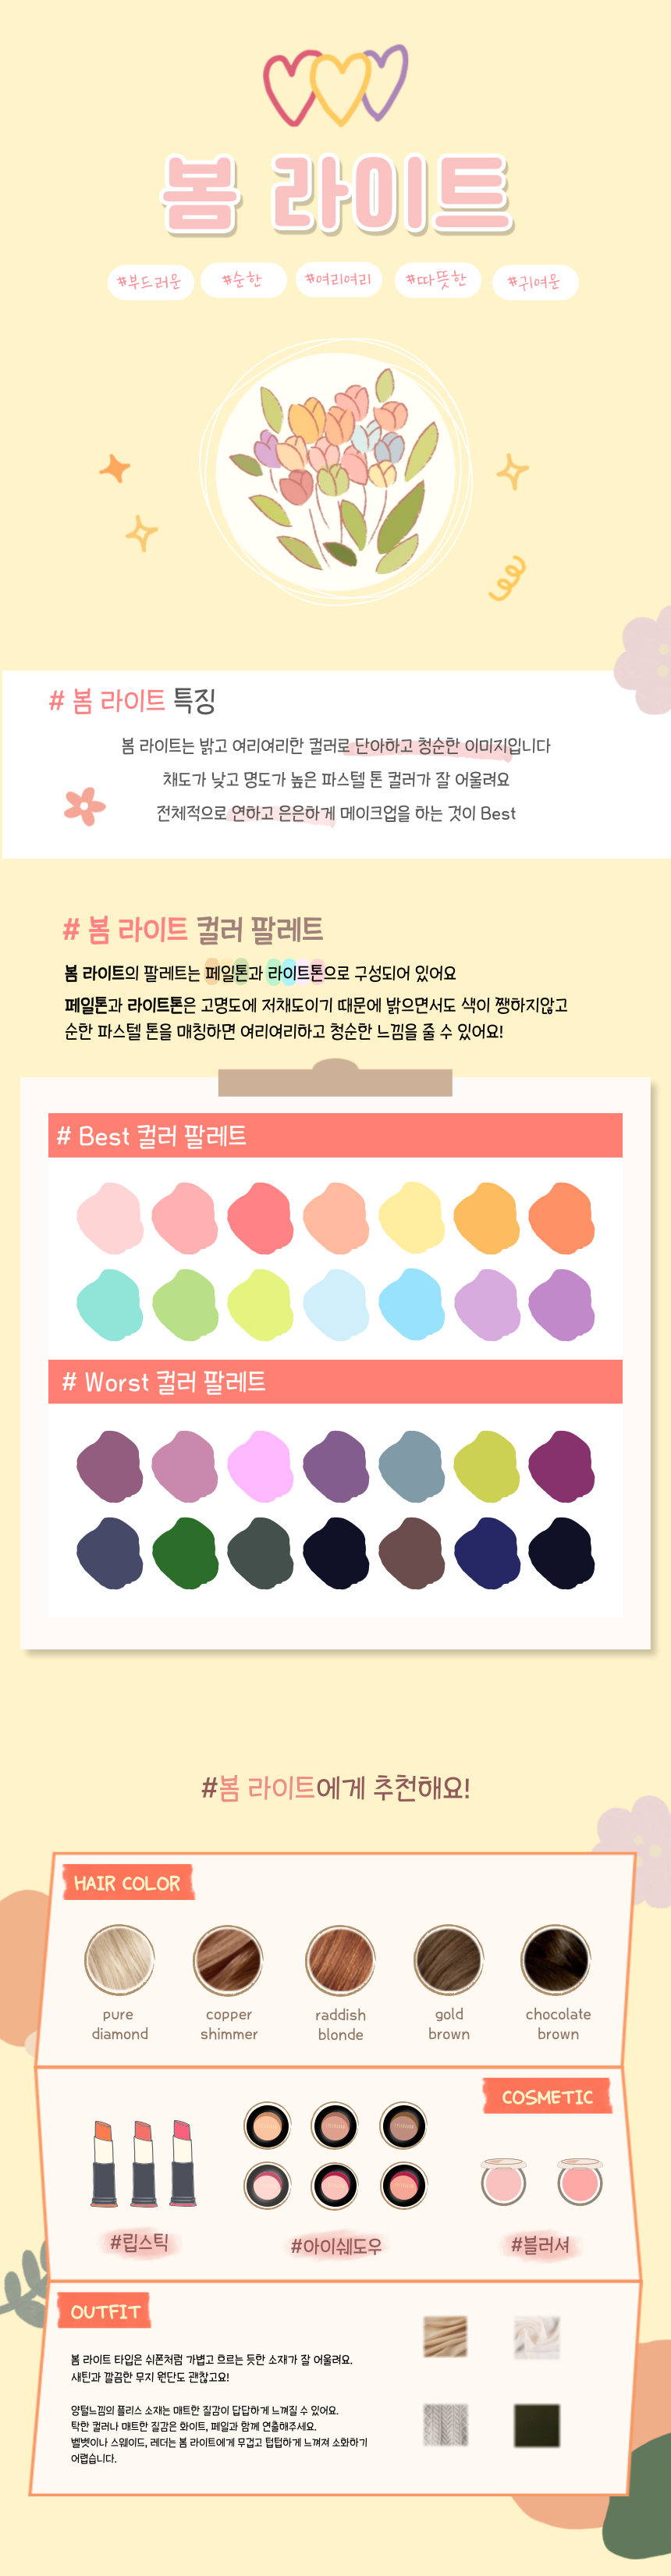 봄 라이트
#부드러운 #순한 #여리여리 #따뜻한 #귀여운
# 봄 라이트 특징
봄 라이트는 밝고 여리여리한 컬러로 단아하고 청순한 이미지입니다
채도가 낮고 명도가 높은 파스텔 톤 컬러가 잘 어울려요
전체적으로 연하고 은은하게 메이크업을 하는 것이 Best
# 봄 라이트 컬러 팔레트
봄 라이트의 팔레트는 페일톤과 라이트톤으로 구성되어 있어요
페일톤과 라이트톤은 고명도에 저채도이기 때문에 밝으면서도 색이 쨍하지않고
순한 파스텔 톤을 매칭하면 여리여리하고 청순한 느낌을 줄 수 있어요!
# Best 컬러 팔레트
# Worst 컬러 팔레트
#봄 라이트에게 추천해요!
HAIR COLOR
pure
diamond
copper
shimmer
raddish
blonde
gold
brown
chocolate
brown
COSMETIC
#립스틱
#아이쉐도우
#블러셔
OUTFIT
봄 라이트 타입은 쉬폰처럼 가볍고 흐르는 듯한 소재가 잘 어울려요.
새틴과 깔끔한 무지 원단도 괜찮고요!
양털느낌의 플리스 소재는 매트한 질감이 답답하게 느껴질 수 있어요.
탁한 컬러나 매트한 질감은 화이트, 페일과 함께 연출해주세요.
벨벳이나 스웨이드, 레더는 봄 라이트에게 무겁고 텁텁하게 느껴져 소화하기
어렵습니다.